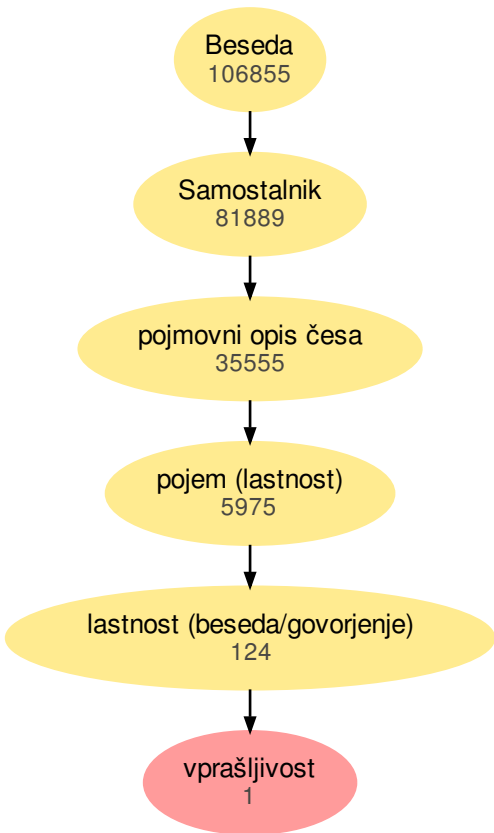 Beseda
106855
Samostalnik
81889
pojmovni opis česa
35555
pojem (lastnost)
5975
lastnost (beseda/govorjenje)
124
vprašljivost
1